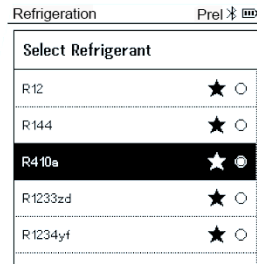 Refrigeration Prel
Select Refrigerant
R12
R144
R410a
R1233zd
R1234yf